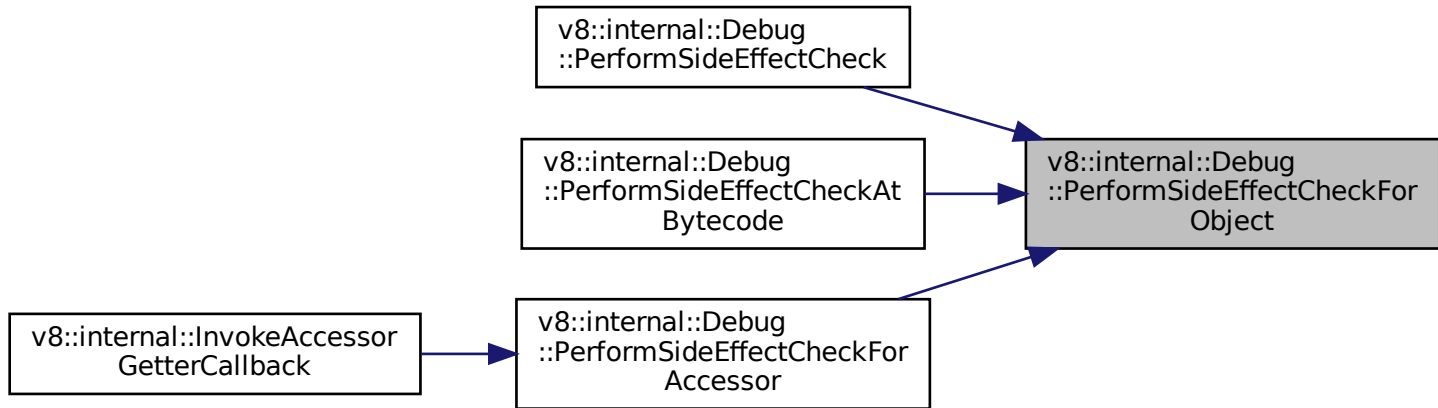 v8::internal::Debug
::PerformSideEffectCheck
v8::internal::Debug
::PerformSideEffectCheckAt
Bytecode
v8::internal::Debug
::PerformSideEffectCheckFor
Object
v8::internal::InvokeAccessor
GetterCallback
v8::internal::Debug
::PerformSideEffectCheckFor
Accessor